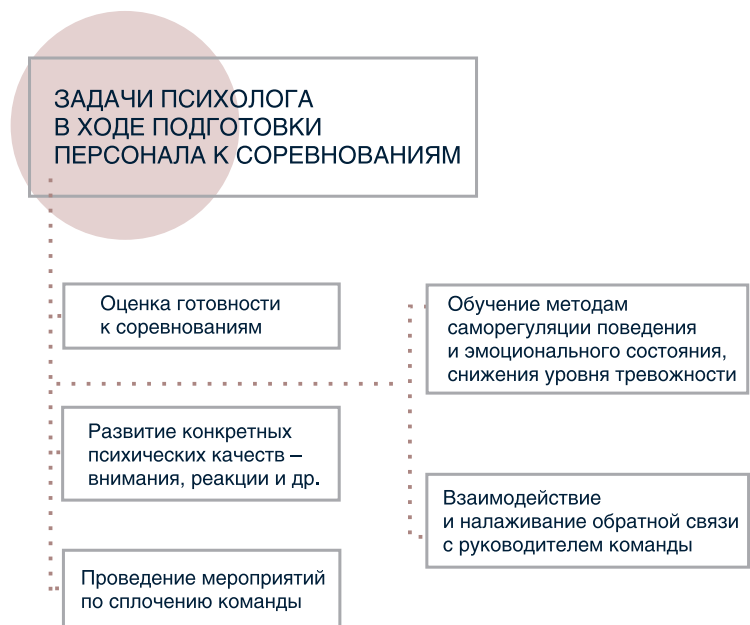 ЗАДАЧИ ПСИХОЛОГА
В ХОДЕ ПОДГОТОВКИ
ПЕРСОНАЛА К СОРЕВНОВАНИЯМ
Оценка готовности
к соревнованиям
Развитие конкретных
психических качеств –
внимания, реакции и др.
Проведение мероприятий
по сплочению команды
Обучение методам
саморегуляции поведения
и эмоционального состояния,
снижения уровня тревожности
Взаимодействие
и налаживание обратной связи
с руководителем команды